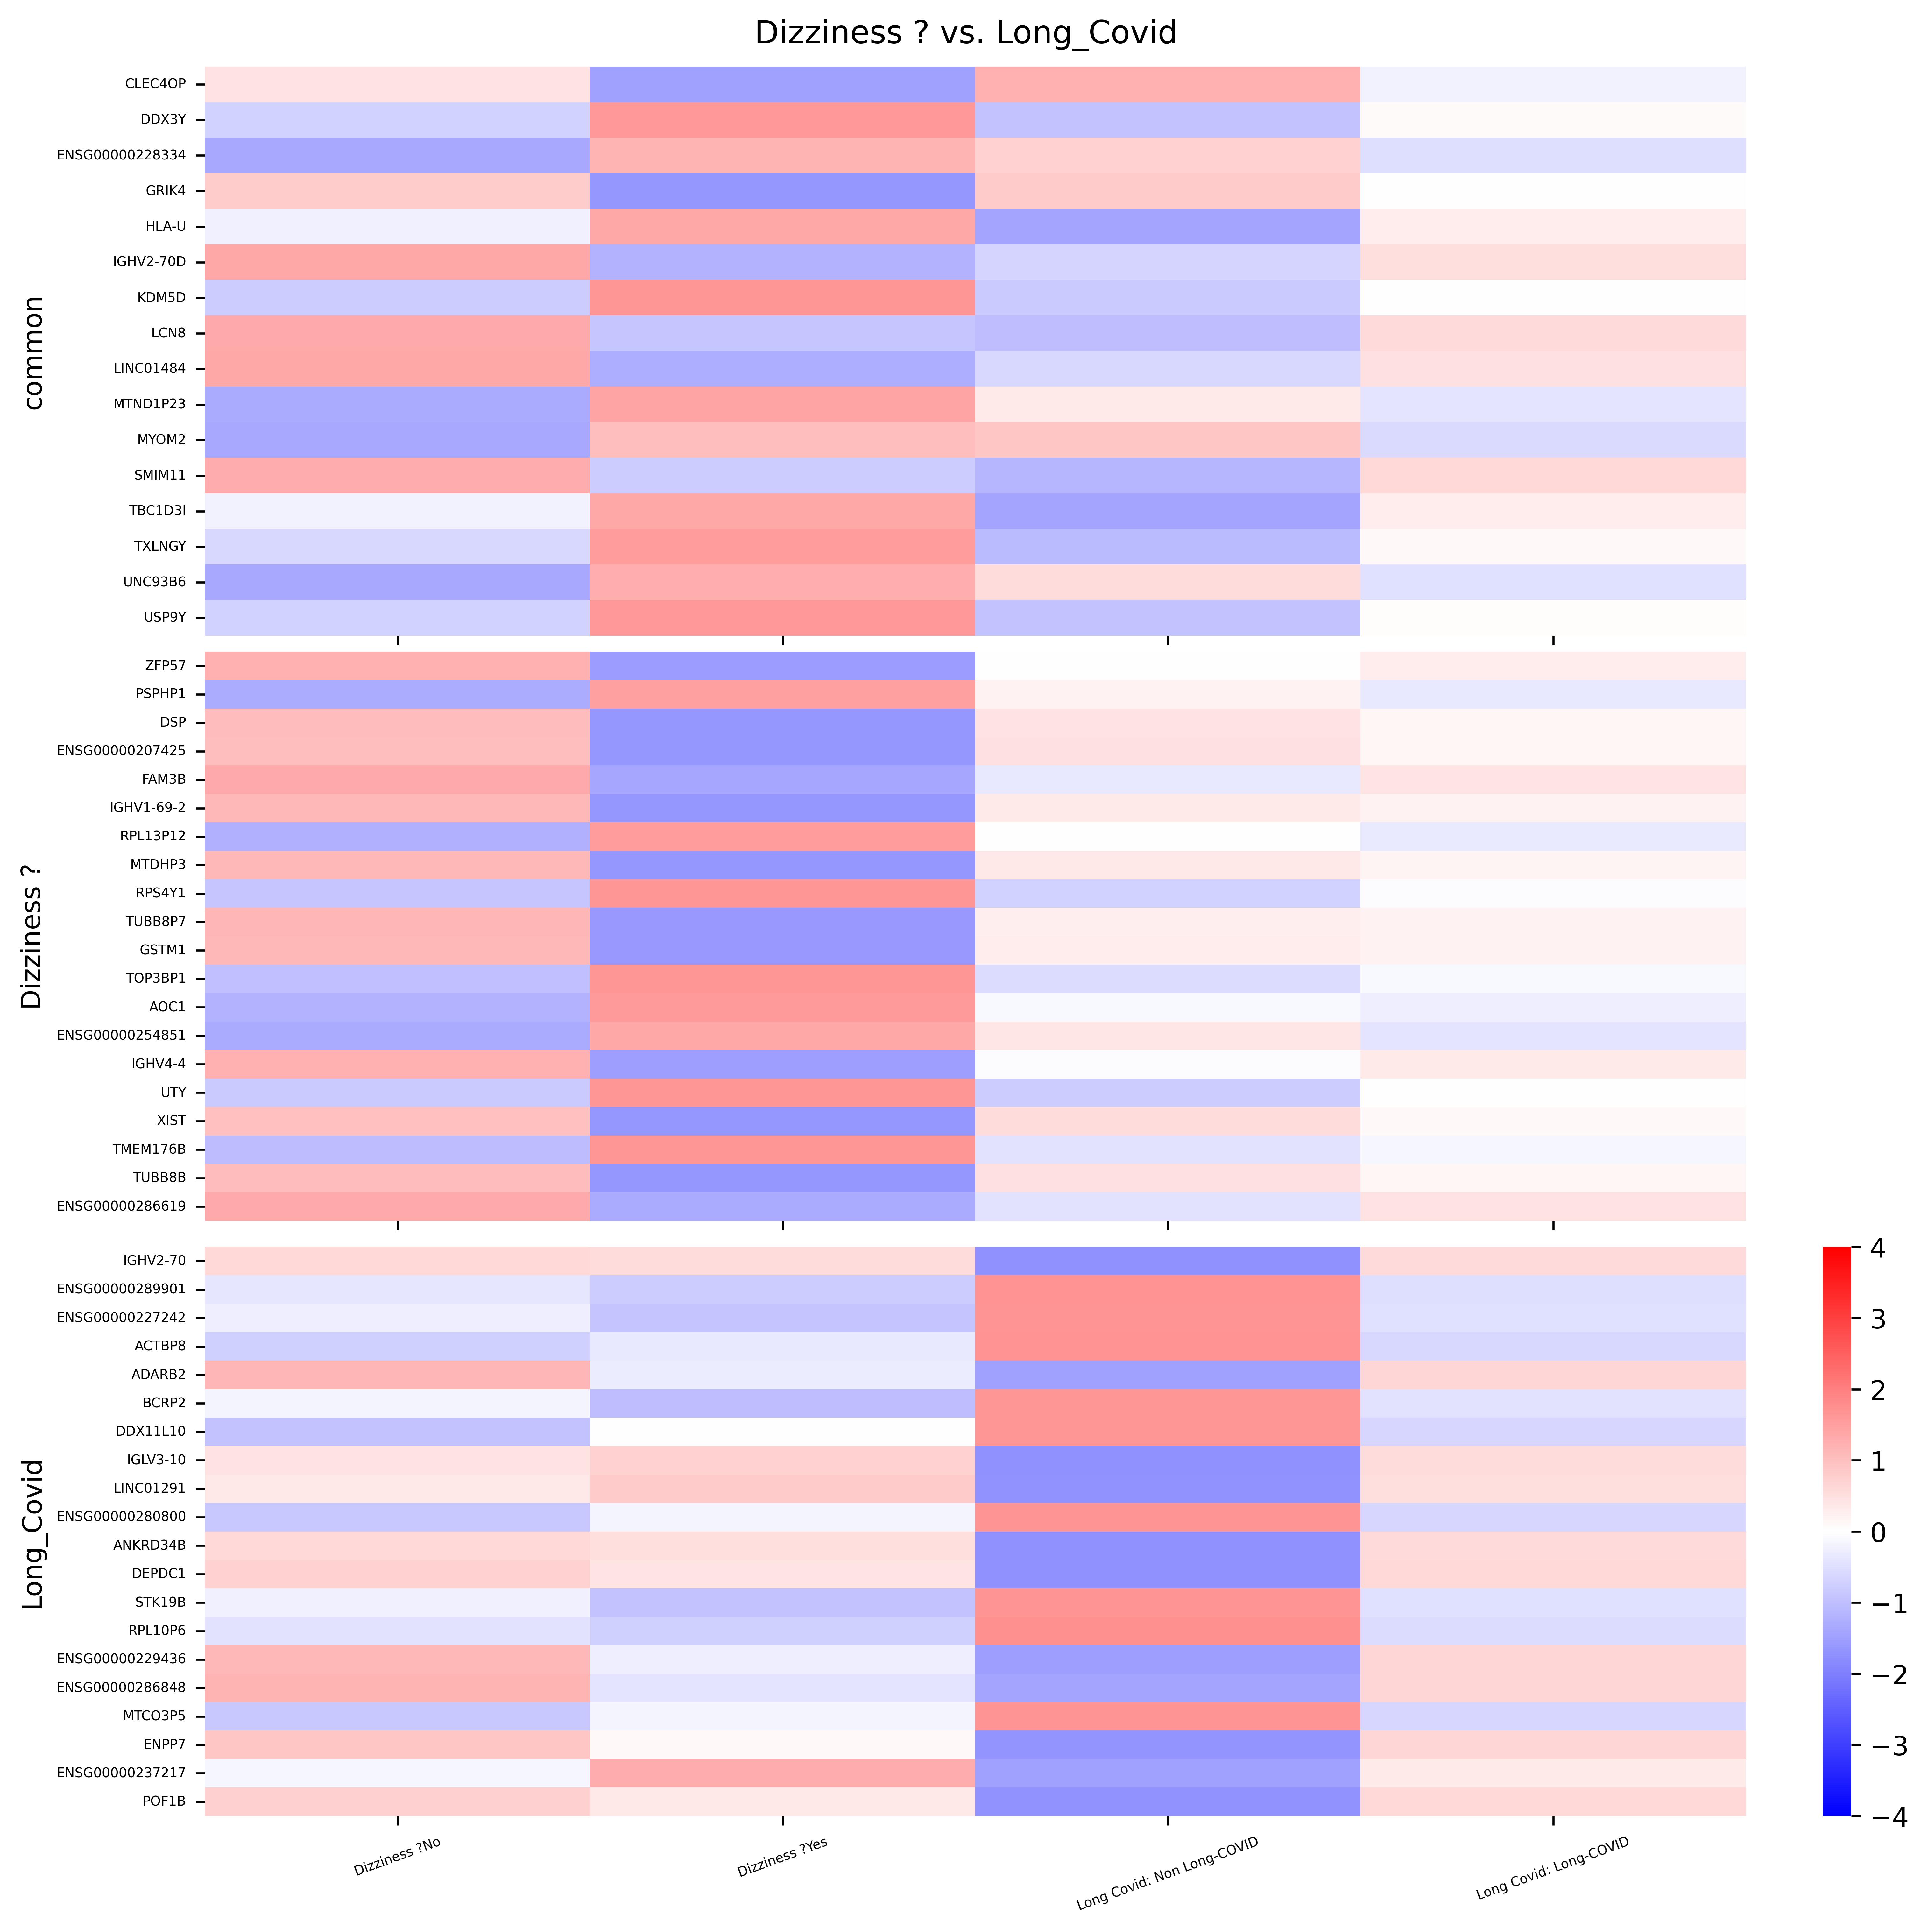 Dizziness ? vs. Long_Covid
common
CLEC4OP
DDX3Y
ENSG00000228334
GRIK4
HLA-U
IGHV2-70D
KDM5D
LCN8
LINC01484
MTND1P23
MYOM2
SMIM11
TBC1D3I
TXLNGY
UNC93B6
USP9Y
Dizziness ?
ZFP57
PSPHP1
DSP
ENSG00000207425
FAM3B
IGHV1-69-2
RPL13P12
MTDHP3
RPS4Y1
TUBB8P7
GSTM1
TOP3BP1
AOC1
ENSG00000254851
IGHV4-4
UTY
XIST
TMEM176B
TUBB8B
ENSG00000286619
Long_Covid
IGHV2-70
ENSG00000289901
ENSG00000227242
ACTBP8
ADARB2
BCRP2
DDX11L10
IGLV3-10
LINC01291
ENSG00000280800
ANKRD34B
DEPDC1
STK19B
RPL10P6
ENSG00000229436
ENSG00000286848
MTCO3P5
ENPP7
ENSG00000237217
POF1B
Dizziness ?No
Dizziness ?Yes
Long Covid: Non Long-COVID
Long Covid: Long-COVID
4
3
2
1
0
−1
−2
−3
−4